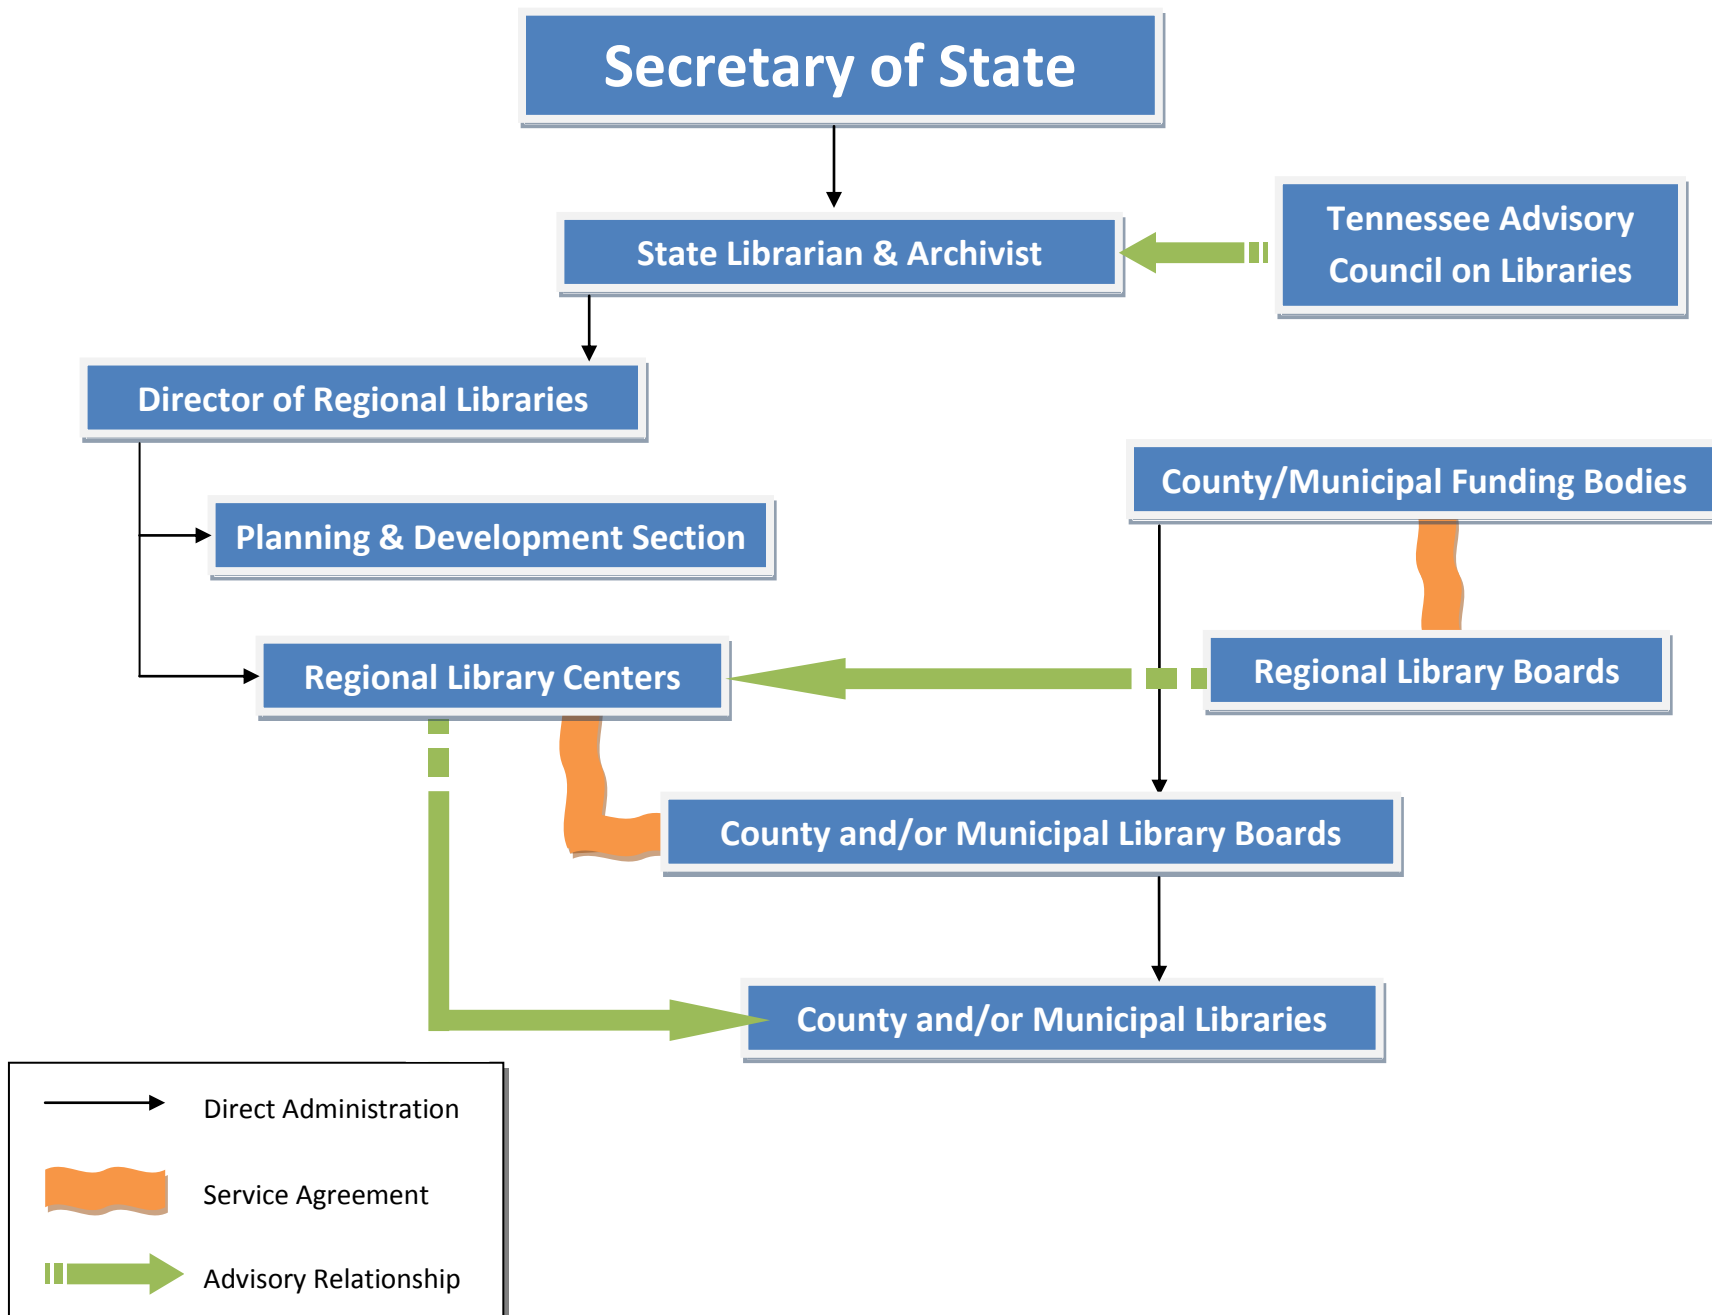 Secretary of State
State Librarian & Archivist
Tennessee Advisory
Council on Libraries
Director of Regional Libraries
County/Municipal Funding Bodies
Planning & Development Section
Regional Library Centers
Regional Library Boards
County and/or Municipal Library Boards
County and/or Municipal Libraries
Direct Administration
Service Agreement
Advisory Relationship